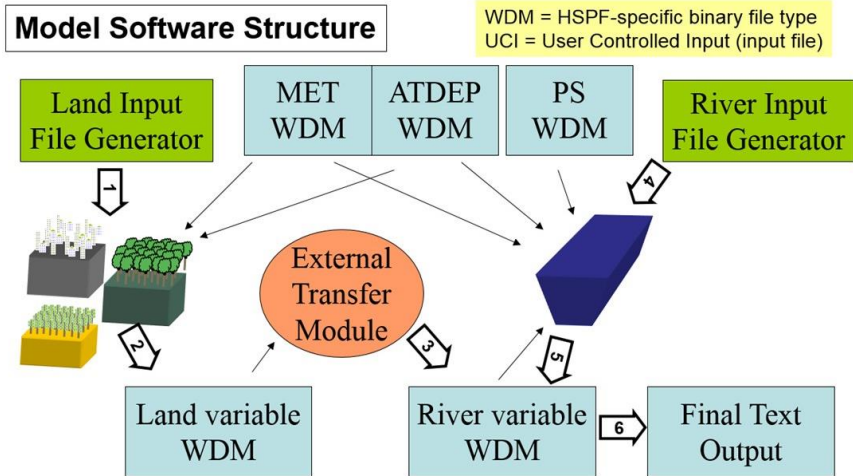 Model Software Structure
WDM = HSPF-specific binary file type
UCI = User Controlled Input (input file)
Land Input
File Generator
MET
WDM
ATDEP
WDM
PS
WDM
River Input
File Generator
1
4
External
Transfer
Module
2
3
5
Land variable
WDM
River variable
WDM
6
Final Text
Output